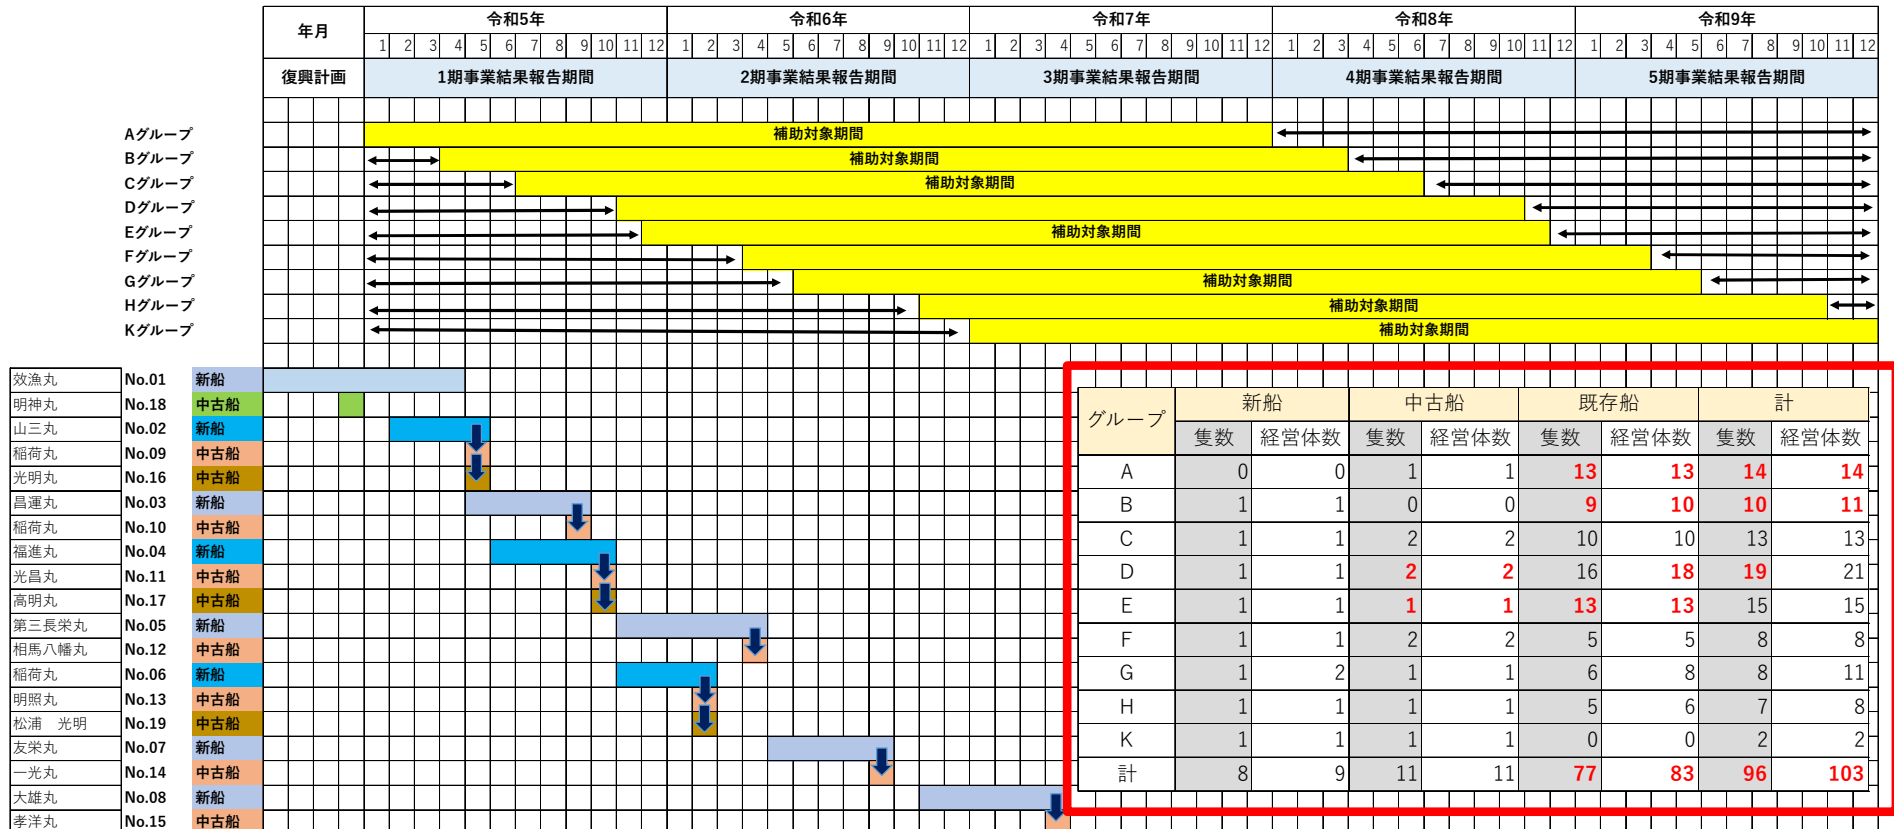 年月 令和5年 令和6年 令和7年 令和8年 令和9年
1 2 3 4 5 6 7 8 9 10 11 12 1 2 3 4 5 6 7 8 9 10 11 12 1 2 3 4 5 6 7 8 9 10 11 12 1 2 3 4 5 6 7 8 9 10 11 12 1 2 3 4 5 6 7 8 9 10 11 12
復興計画 1期事業結果報告期間 2期事業結果報告期間 3期事業結果報告期間 4期事業結果報告期間 5期事業結果報告期間
Aグループ 補助対象期間
Bグループ 補助対象期間
Cグループ 補助対象期間
Dグループ
Eグループ 補助対象期間
Fグループ
Gグループ 補助対象期間
Hグループ 補助対象期間
Kグループ 補助対象期間
効漁丸 No.01 新船
明神丸 No.18 中古船
山三丸 No.02 新船
稲荷丸 No.09 中古船
光明丸 No.16 中古船
昌運丸 No.03 新船
稲荷丸 No.10 中古船
福進丸 No.04 新船
光昌丸 No.11 中古船
高明丸 No.17 中古船
第三長栄丸 No.05 新船
相馬八幡丸 No.12 中古船
稲荷丸 No.06 新船
明照丸 No.13 中古船
松浦 光明 No.19 中古船
友栄丸 No.07 新船
一光丸 No.14 中古船
大雄丸 No.08 新船
孝洋丸 No.15 中古船
グループ 新船 中古船 既存船 計
隻数 経営体数 隻数 経営体数 隻数 経営体数 隻数 経営体数
A 0 0 1 1 13 13 14 14
B 1 1 0 0 9 10 10 11
C 1 1 2 2 10 10 13 13
D 1 1 2 2 16 18 19 21
E 1 1 1 1 13 13 15 15
F 1 1 2 2 5 5 8 8
G 1 2 1 1 6 8 8 11
H 1 1 1 1 5 6 7 8
K 1 1 1 1 0 0 2 2
計 8 9 11 11 77 83 96 103